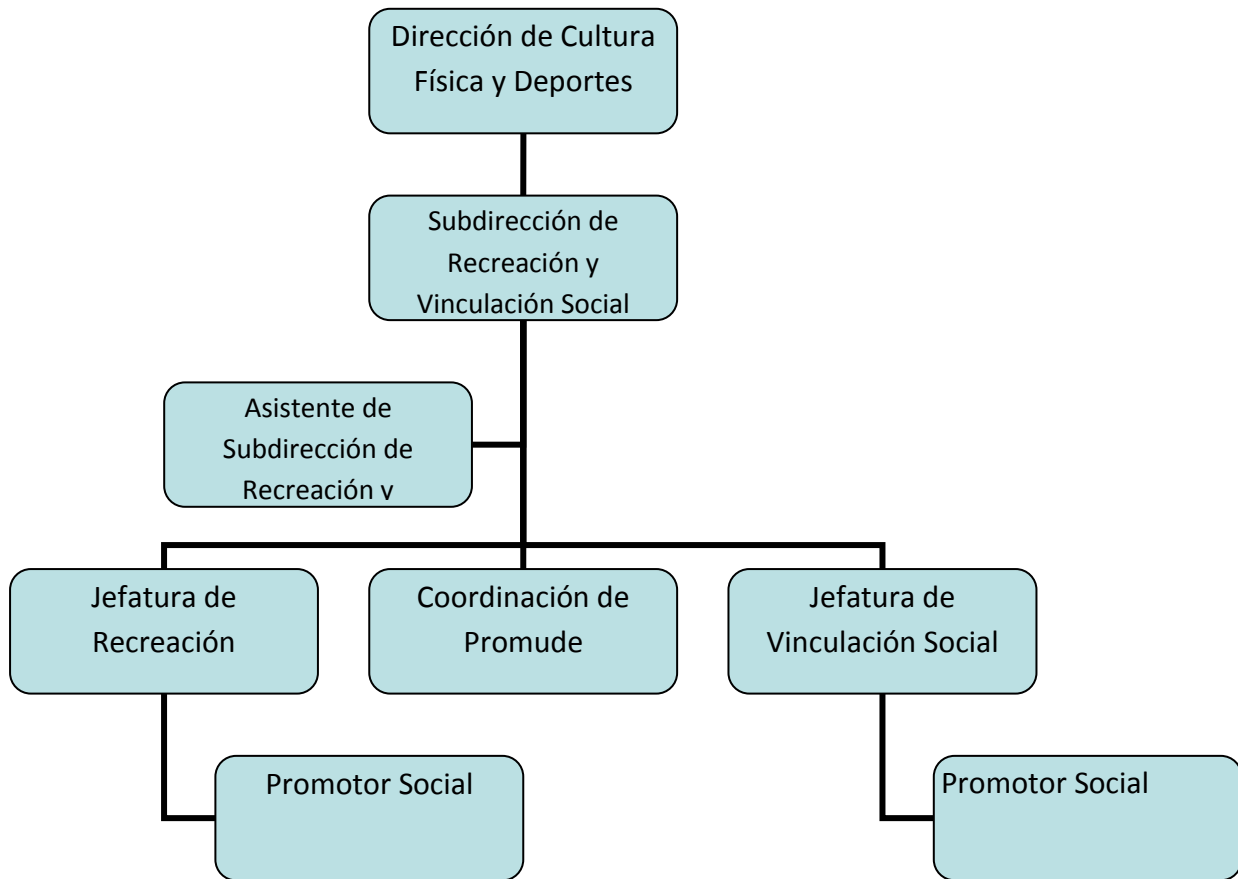 Dirección de Cultura
Física y Deportes
Subdirección de
Recreación y
Vinculación Social
Asistente de
Subdirección de
Recreación y
Jefatura de
Recreación
Coordinación de
Promude
Jefatura de
Vinculación Social
Promotor Social
Promotor Social